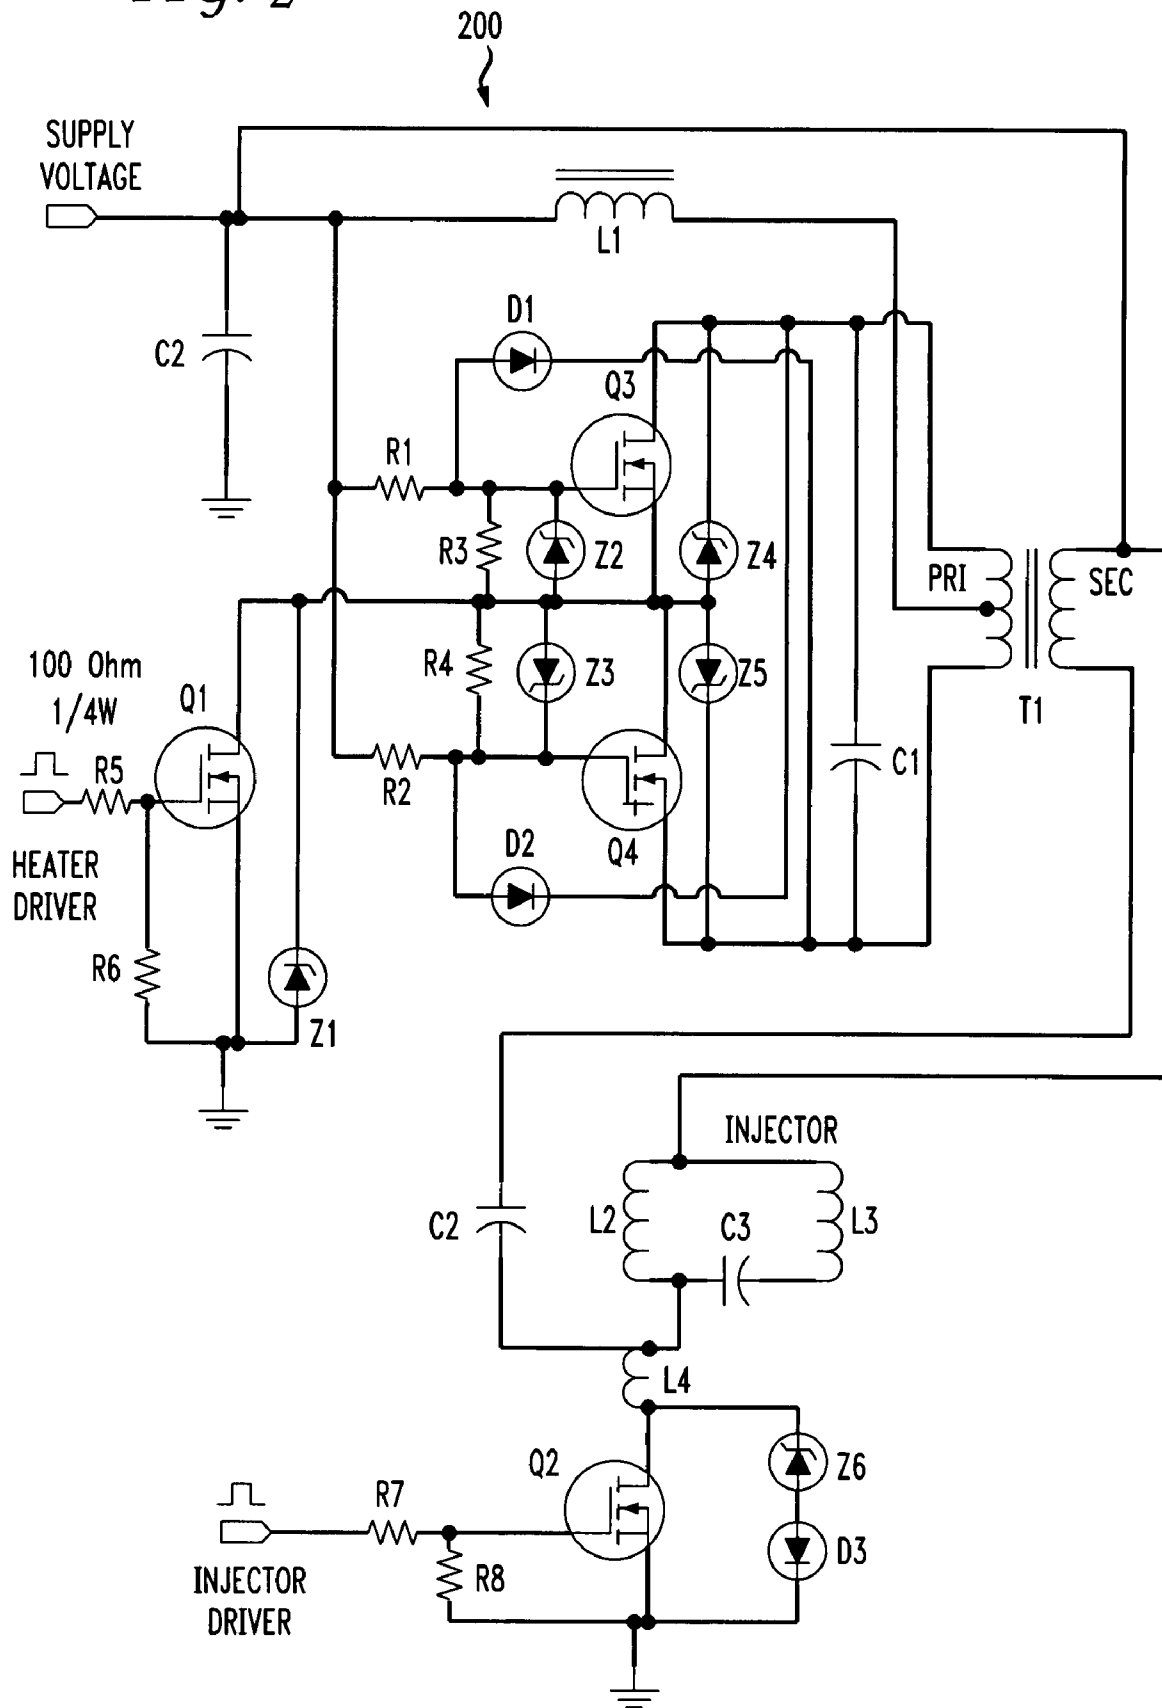 Fig. 2
200
SUPPLY
VOLTAGE
L1
C2
D1
Q3
R1
R3
Z2
Z4
PRI
SEC
T1
100 Ohm
1/4W
Q1
R4
Z3
Z5
C1
R5
R2
HEATER
DRIVER
D2
Q4
R6
Z1
INJECTOR
C2
L2
C3
L3
L4
Q2
Z6
R7
D3
R8
INJECTOR
DRIVER